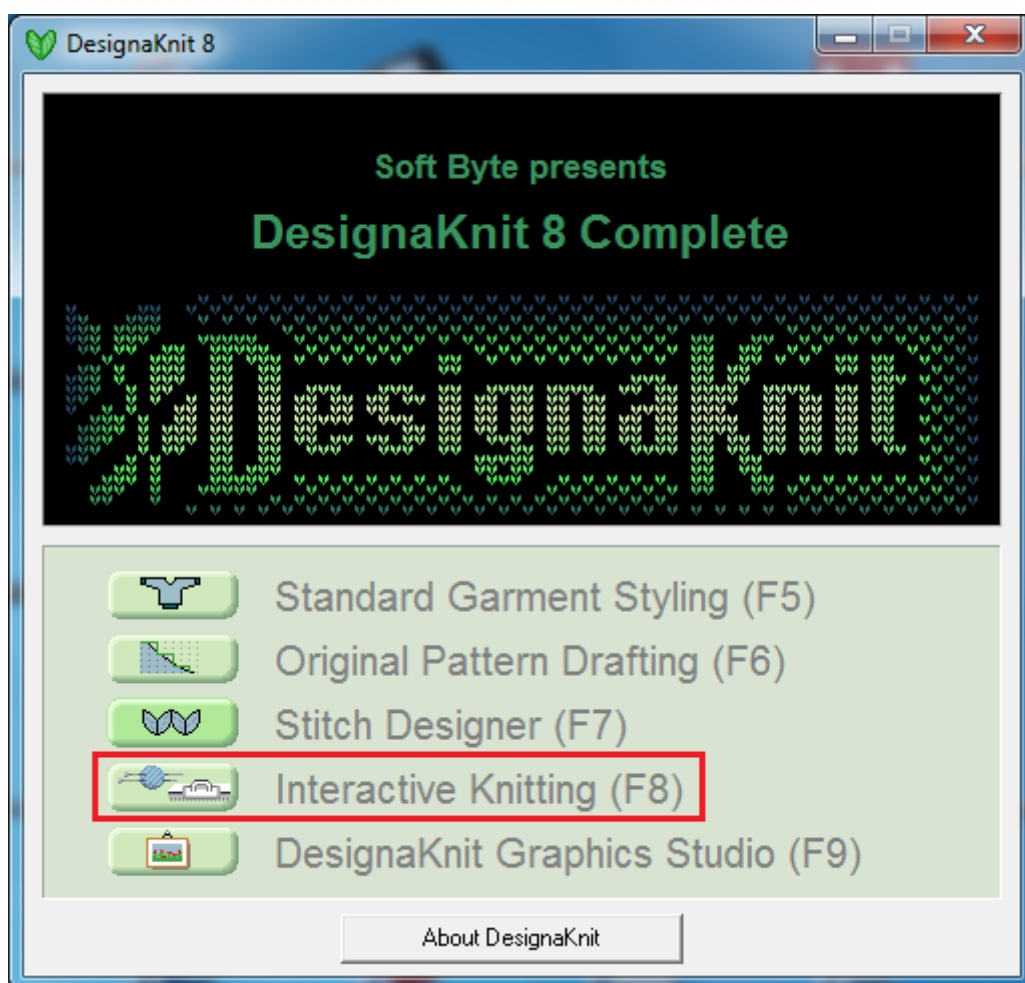 DesignaKnit 8
Soft Byte presents
DesignaKnit 8 Complete
DesignaKnit
Standard Garment Styling (F5)
Original Pattern Drafting (F6)
Stitch Designer (F7)
Interactive Knitting (F8)
DesignaKnit Graphics Studio (F9)
About DesignaKnit